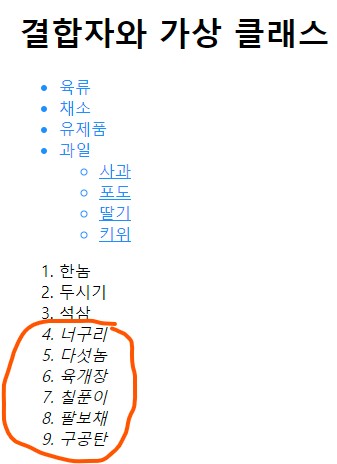 결합자와 가상 클래스
육류
채소
유제품
과일
사과
포도
딸기
키위
1. 한놈
2. 두시기
3. 석삼
4. 너구리
5. 다섯놈
6. 육개장
7. 칠푼이
8. 팔보채
9. 구공탄